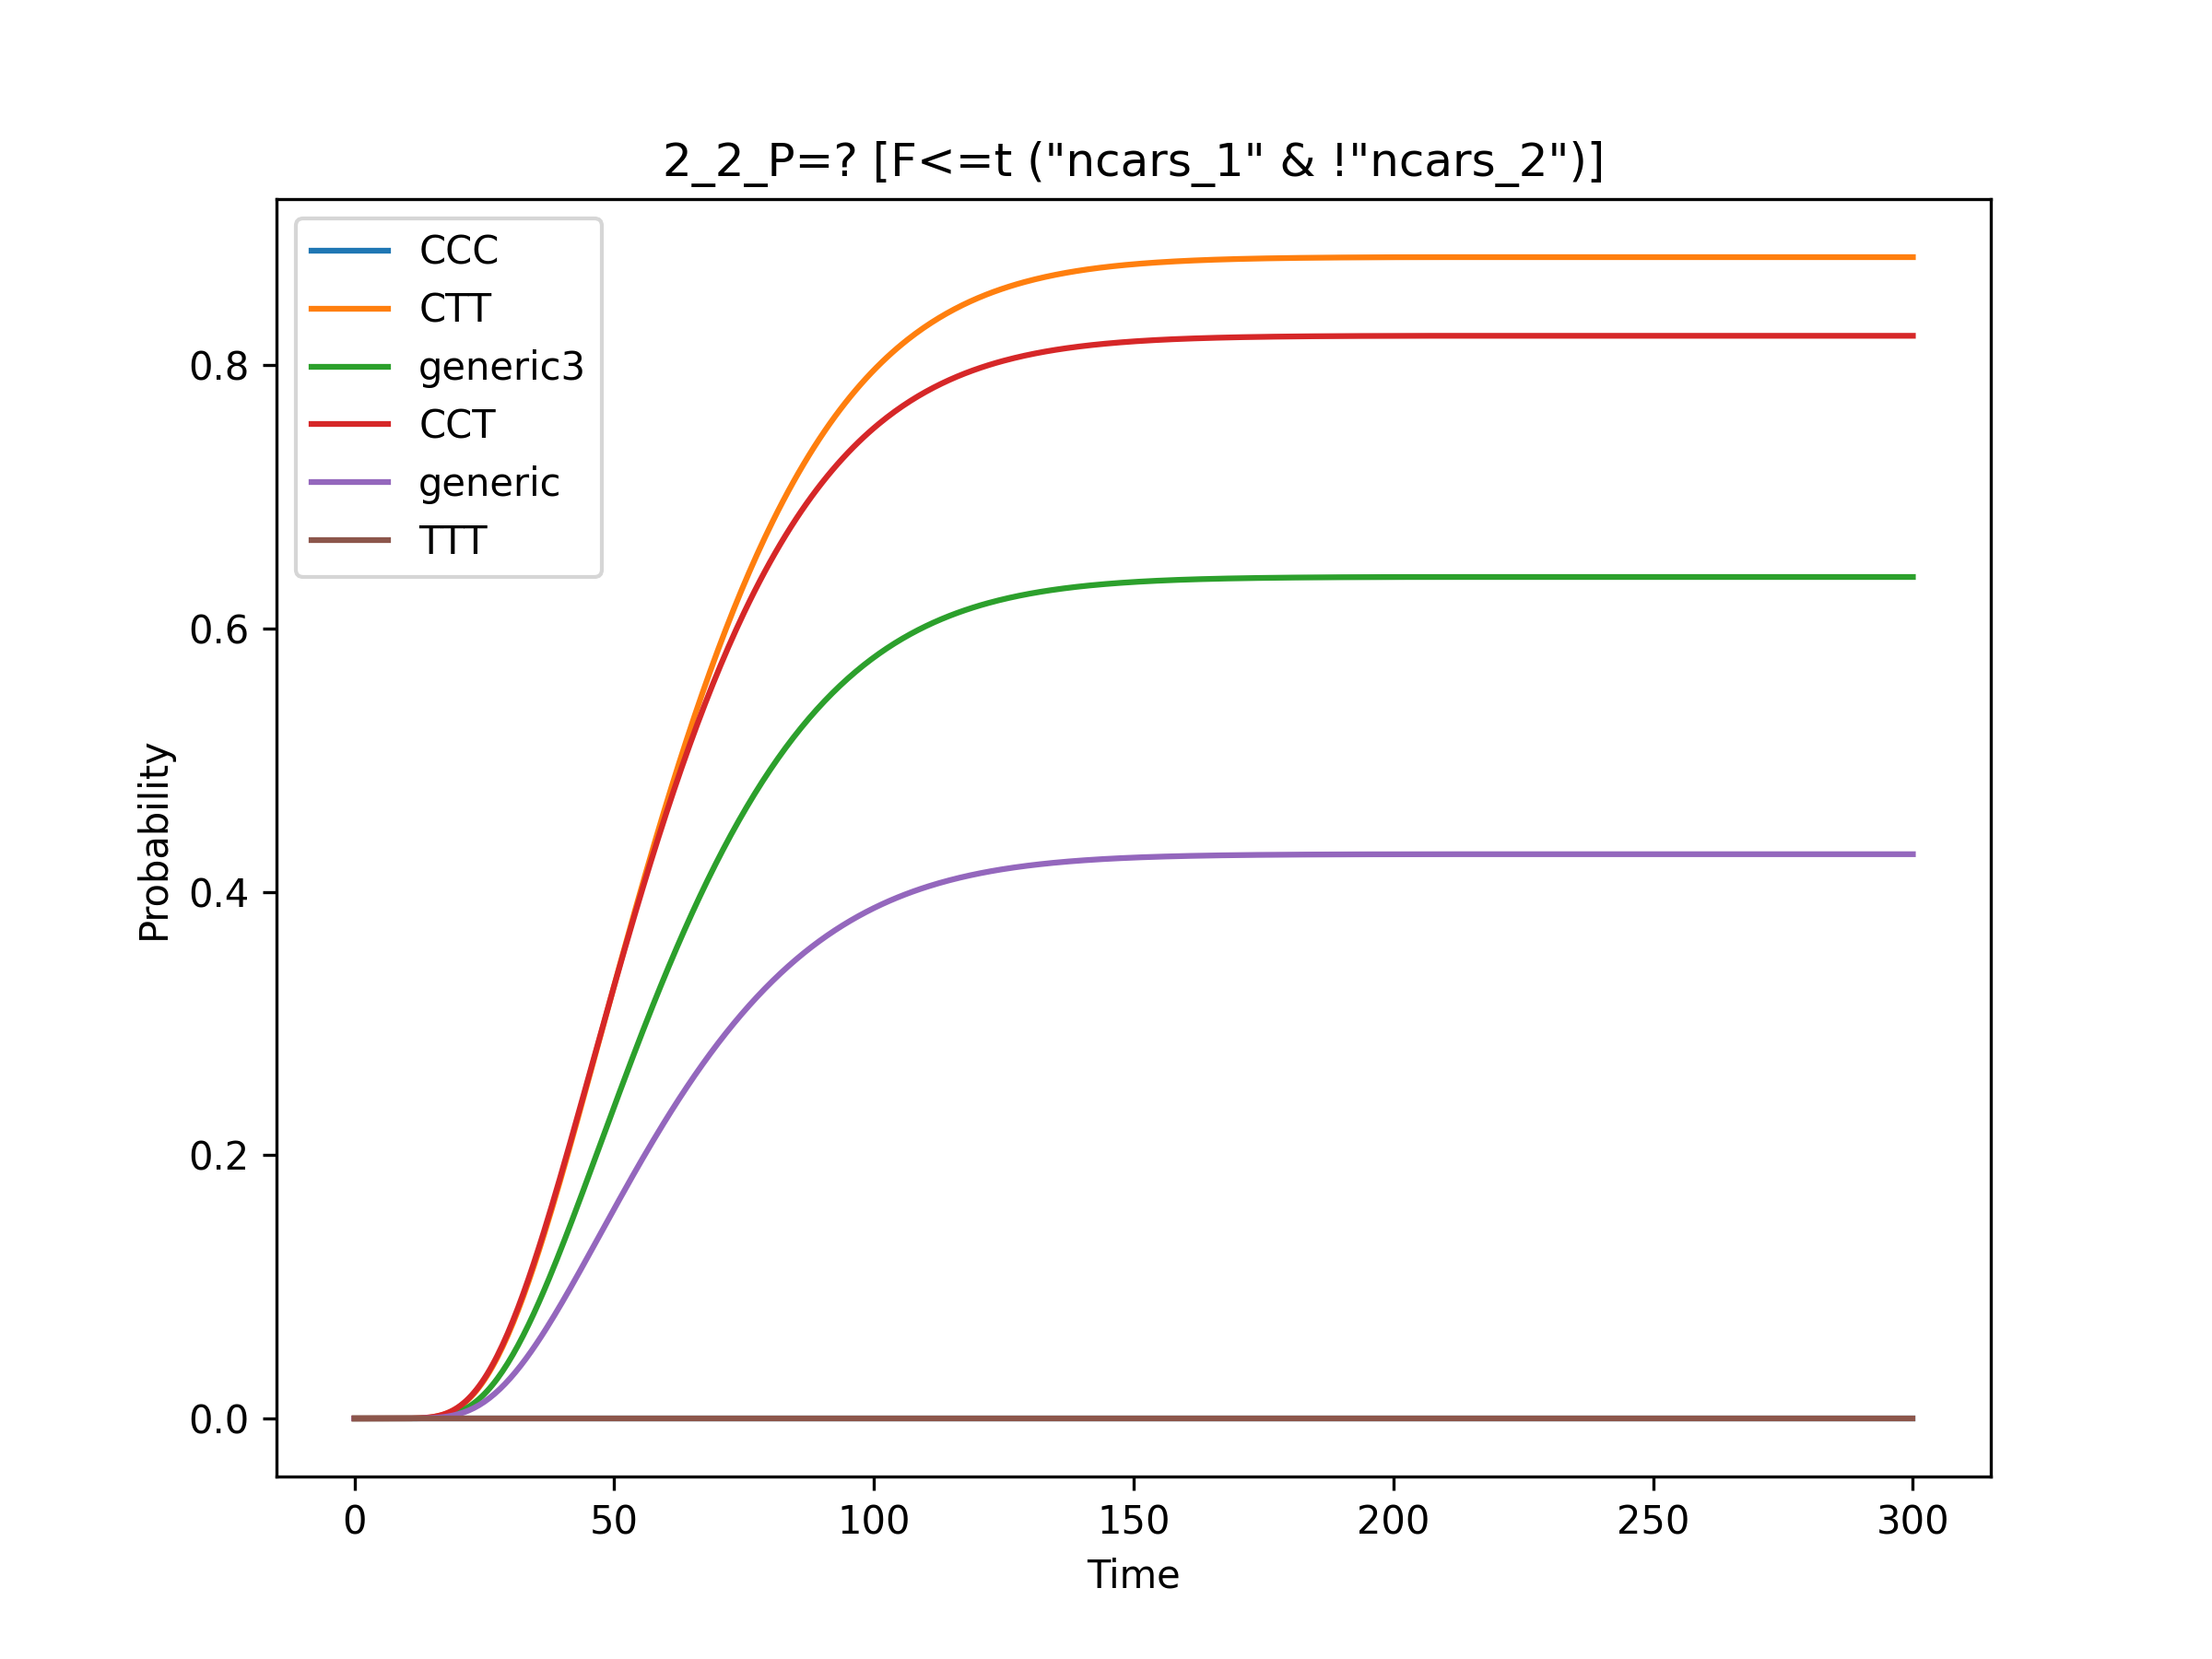 2_2_P=? [F<=t ("ncars_1" & !"ncars_2")]
CCC
CTT
generic3
CCT
generic
TTT
0.8
0.6
0.4
0.2
0.0
Probability
0 50 100 150 200 250 300
Time